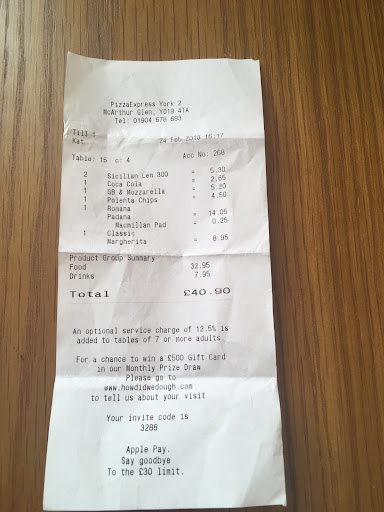 PizzaExpress York 2
McArthur Glen, YO19 4TA
Tel: 01904 679 693
Till 1 24 Feb 2018 15:17
Kat
Table: 15 c: 4 Acc No: 268
2 Sicilian Lem 300 = 5.30
1 Coca Cola = 2.65
1 GB & Mozzarella = 5.20
1 Polenta Chips = 4.50
1 Romana
Padana = 14.05
Macmillan Pad = 0.25
1 Classic
Margherita = 8.95
Product Group Summary
Food 32.95
Drinks 7.95
Total £40.90
An optional service charge of 12.5% is
added to tables of 7 or more adults.
For a chance to win a £500 Gift Card
in our Monthly Prize Draw
Please go to
www.howdidwedough.com
to tell us about your visit
Your invite code is
3288
Apple Pay.
Say goodbye
To the £30 limit.